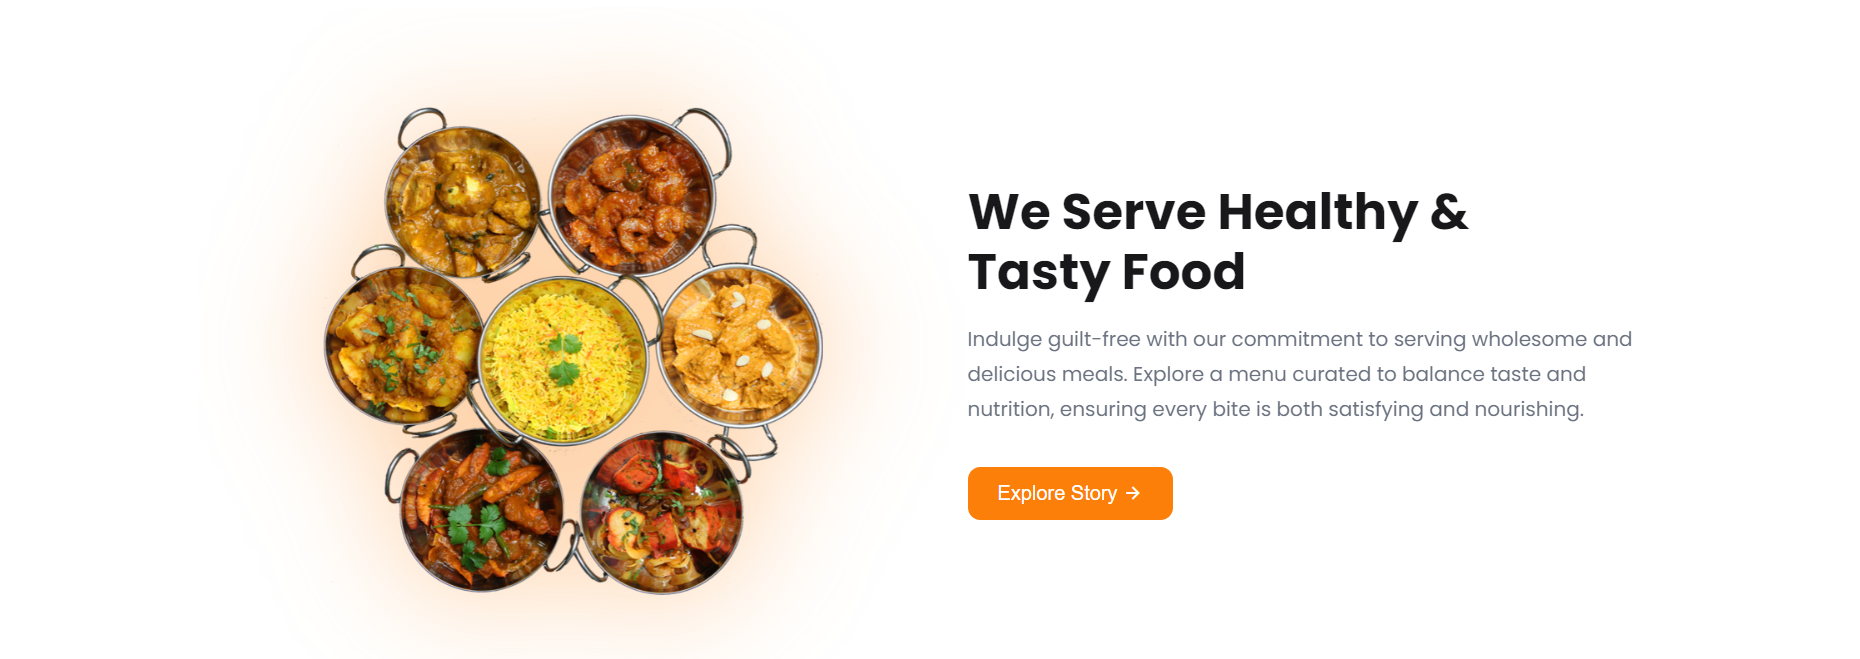 We Serve Healthy &
Tasty Food
Indulge guilt-free with our commitment to serving wholesome and
delicious meals. Explore a menu curated to balance taste and
nutrition, ensuring every bite is both satisfying and nourishing.
Explore Story →